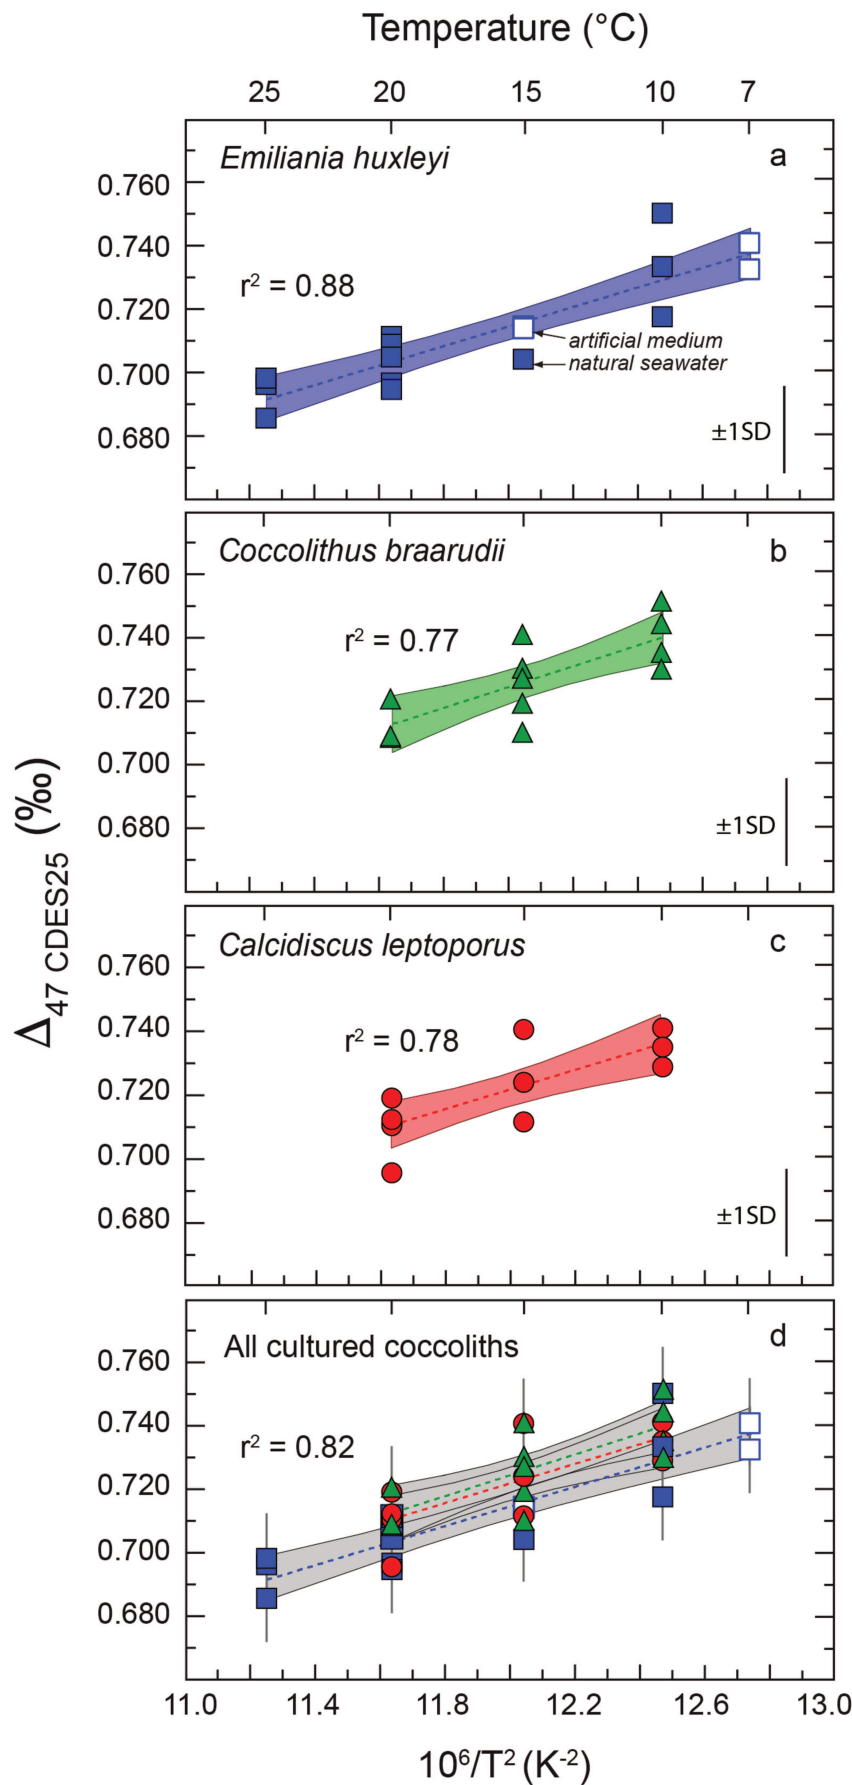 Temperature (°C)
25 20 15 10 7
Emiliania huxleyi a
0.760
0.740
r² = 0.88
0.720
artificial medium
natural seawater
0.700
0.680
±1SD
Coccolithus braarudii b
0.760
0.740
r² = 0.77
0.720
0.700
0.680
±1SD
Δ47 CDES25 (‰)
Calcidiscus leptoporus c
0.760
0.740
r² = 0.78
0.720
0.700
0.680
±1SD
All cultured coccoliths d
0.760
0.740
r² = 0.82
0.720
0.700
0.680
11.0 11.4 11.8 12.2 12.6 13.0
10⁶/T² (K⁻²)